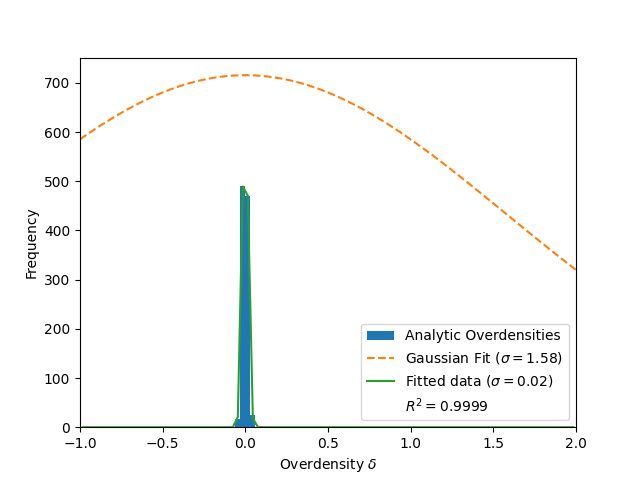 700
600
500
400
300
200
100
0
Frequency
Analytic Overdensities
Gaussian Fit (σ = 1.58)
Fitted data (σ = 0.02)
R² = 0.9999
−1.0 −0.5 0.0 0.5 1.0 1.5 2.0
Overdensity δ